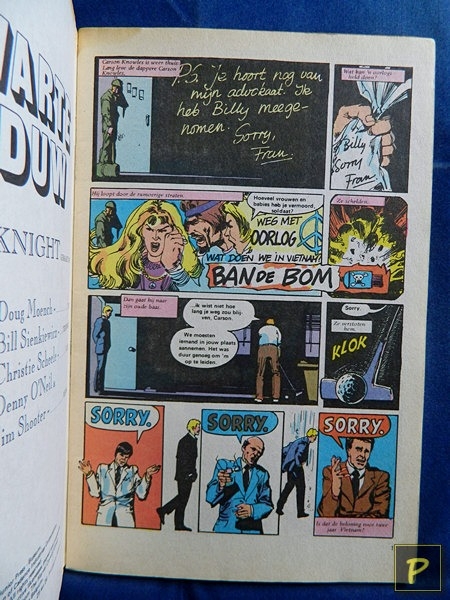 ARTE
DUW
KNIGHT
Doug Moench
Bill Sienkiewicz
Christie Scheele
Denny O'Neil
im Shooter
Carson Knowles is weer thuis.
Lang leve de dappere Carson
Knowles.
P.S. je hoort nog van
mijn advokaat. Ik
heb Billy meege-
nomen.
Sorry,
Fran.
Wat kan 'n oorlogs-
held doen?
Billy
Sorry
Fran.
Hij loopt door de rumoerige straten.
Hoeveel vrouwen en
babies heb je vermoord,
soldaat?
WEG MET
OORLOG
WAT DOEN WE IN VIETNAM?
BAN DE BOM
Ze schelden.
Dan gaat hij naar
zijn oude baas.
...ik wist niet hoe
lang je weg zou blij-
ven, Carson.
We moesten
iemand in jouw plaats
aannemen. Het was
duur genoeg om 'm
op te leiden.
Sorry.
Ze verstoten
hem.
KLOK
SORRY.
SORRY.
SORRY.
Is dat de beloning voor twee
jaar Vietnam?
P